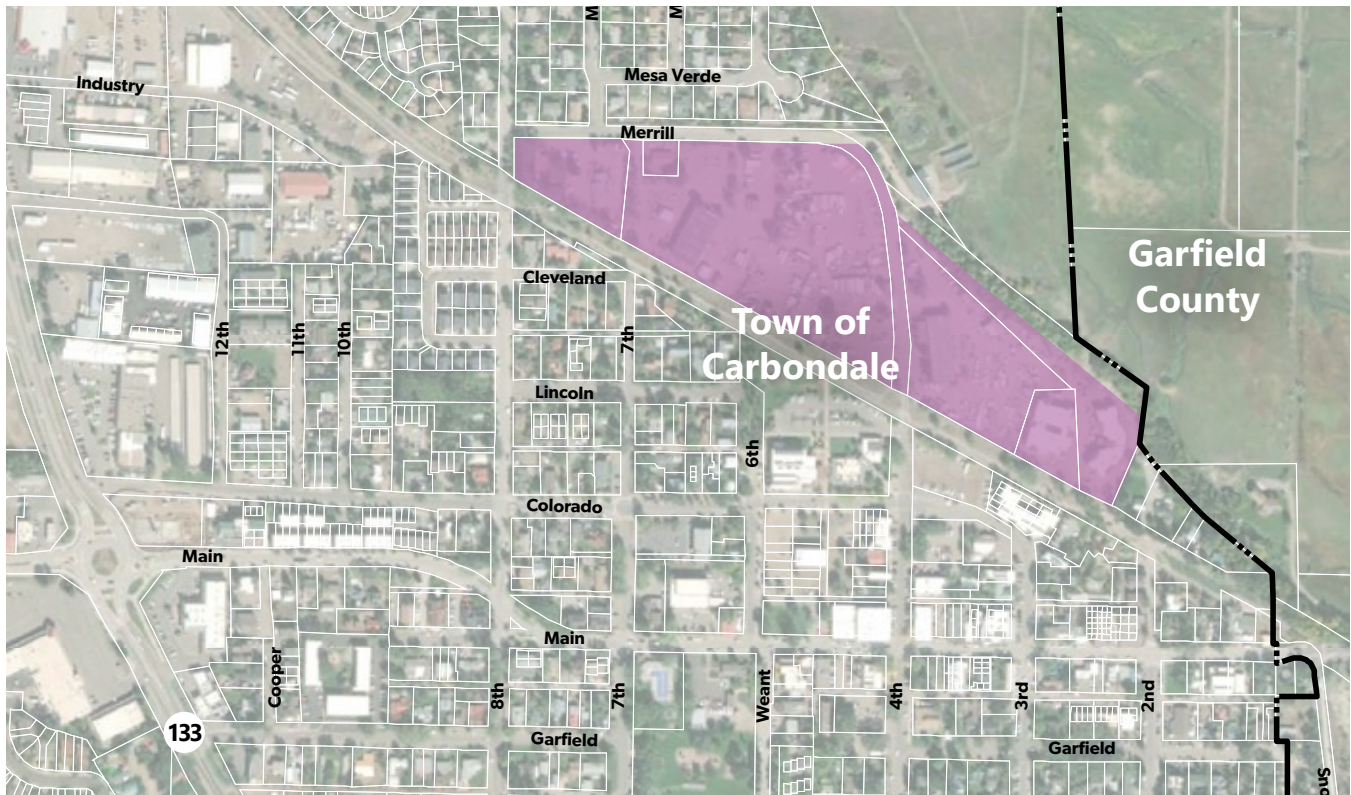 M
M
Mesa Verde
Industry
Merrill
Garfield
County
Cleveland
Town of
Carbondale
12th
11th
10th
7th
Lincoln
6th
Colorado
Main
Main
Cooper
8th
7th
Weant
4th
3rd
2nd
133
Garfield
Garfield
Sno